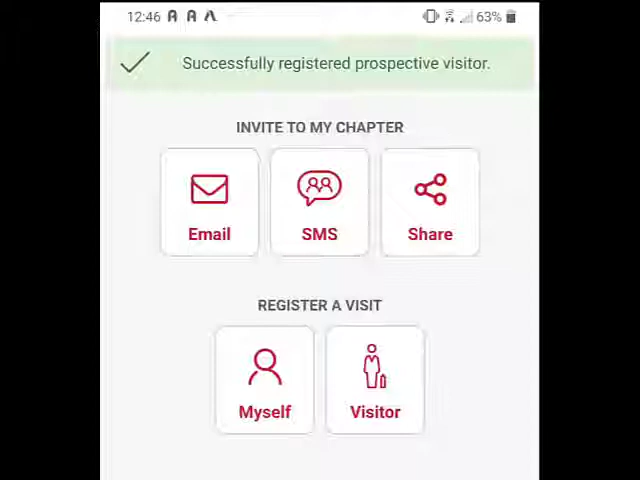 12:46 63%
Successfully registered prospective visitor.
INVITE TO MY CHAPTER
Email SMS Share
REGISTER A VISIT
Myself Visitor